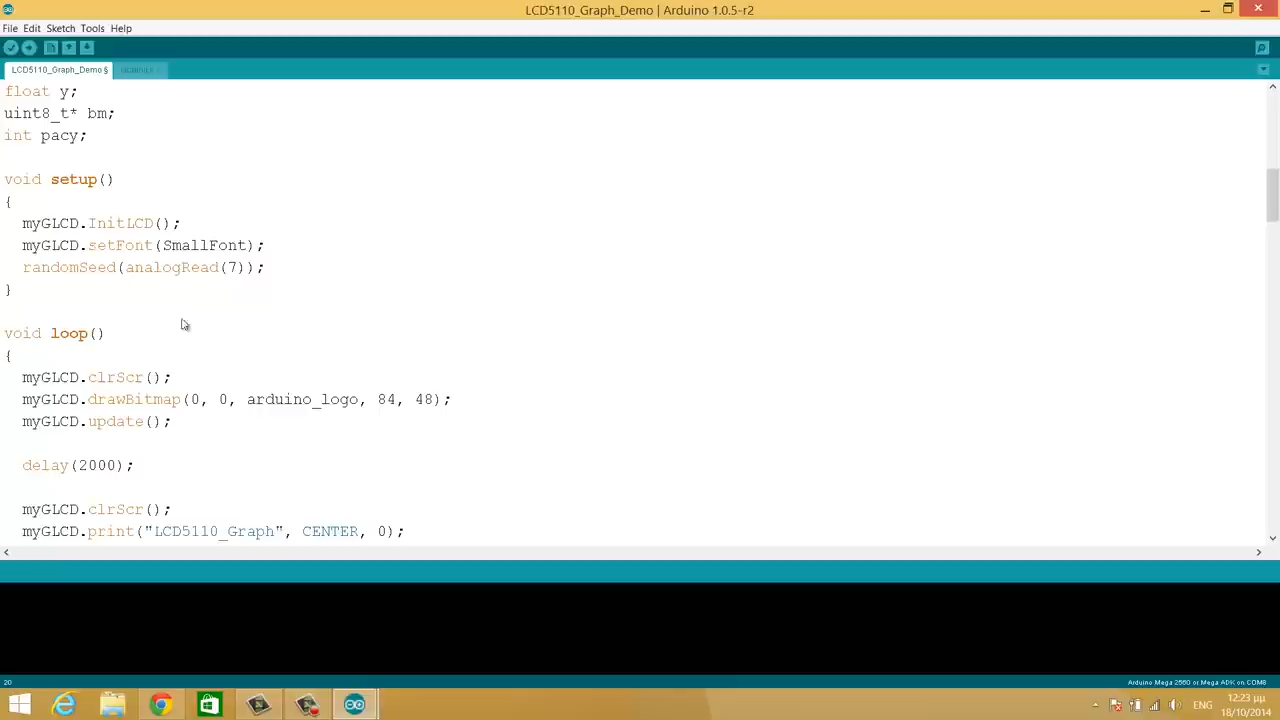 LCD5110_Graph_Demo | Arduino 1.0.5-r2
File Edit Sketch Tools Help
LCD5110_Graph_Demo §
float y;
uint8_t* bm;
int pacy;
void setup()
{
myGLCD.InitLCD();
myGLCD.setFont(SmallFont);
randomSeed(analogRead(7));
}
void loop()
{
myGLCD.clrScr();
myGLCD.drawBitmap(0, 0, arduino_logo, 84, 48);
myGLCD.update();
delay(2000);
myGLCD.clrScr();
myGLCD.print("LCD5110_Graph", CENTER, 0);
20
Arduino Mega 2560 or Mega ADK on COM8
ENG
12:23 μμ
18/10/2014